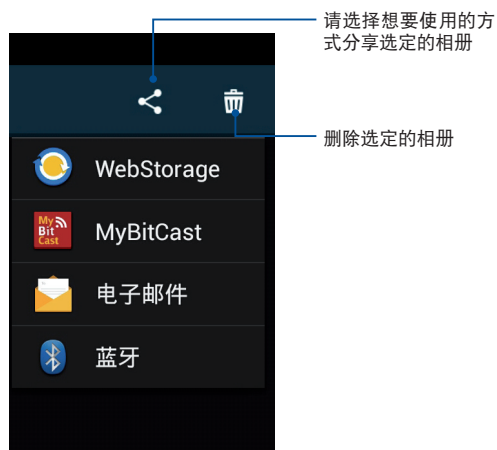 请选择想要使用的方
式分享选定的相册
删除选定的相册
WebStorage
My
Bit
Cast
MyBitCast
电子邮件
蓝牙